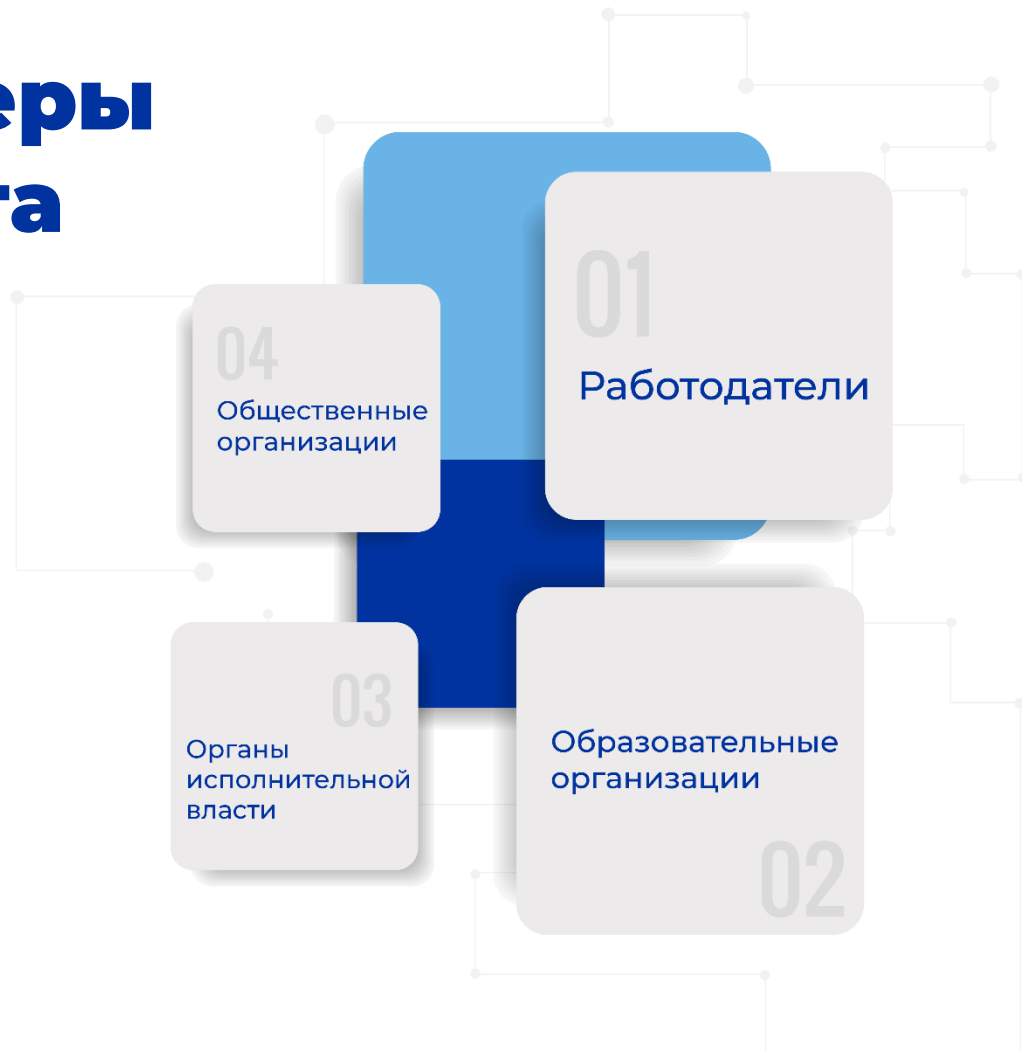 еры
та
01
Работодатели
04
Общественные
организации
03
Органы
исполнительной
власти
Образовательные
организации
02